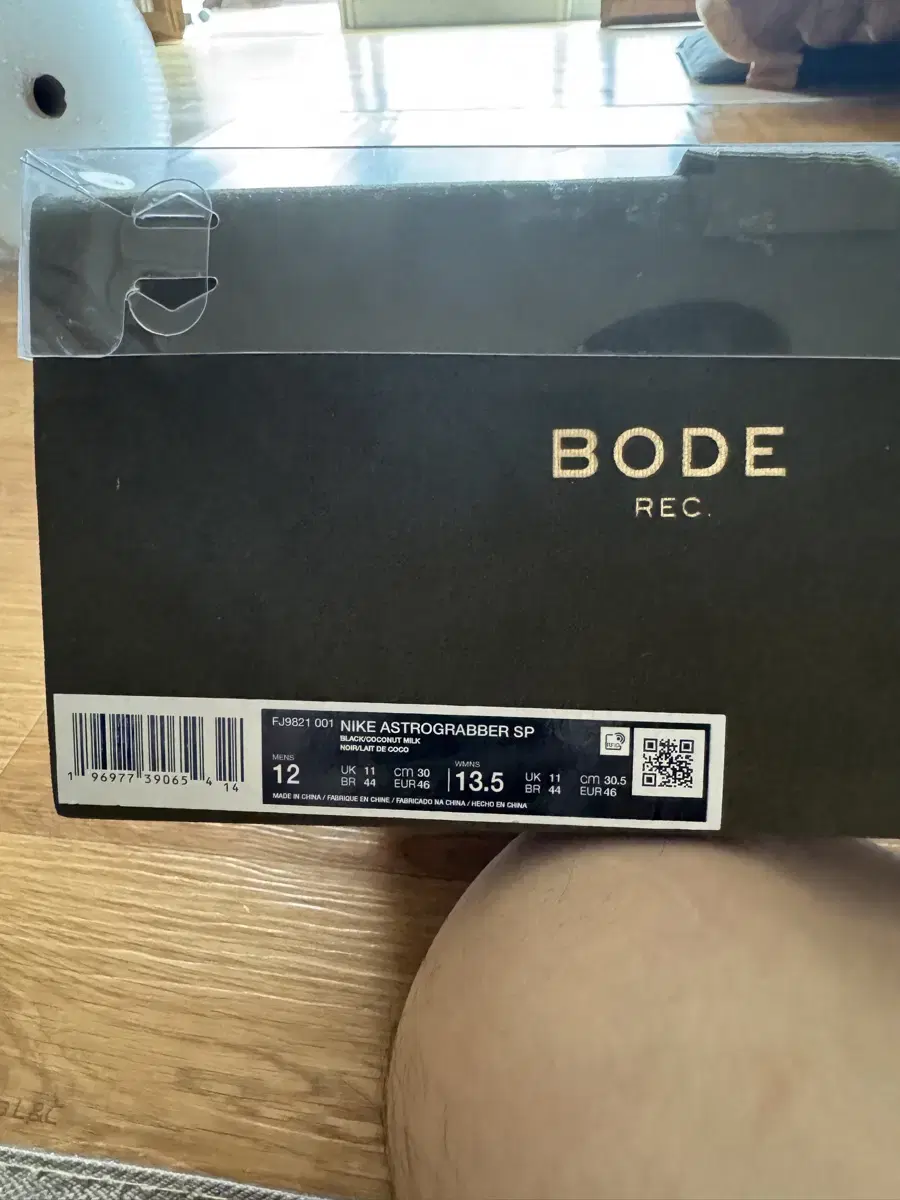 BODE
REC.
FJ9821 001 NIKE ASTROGRABBER SP
BLACK/COCONUT MILK
NOIR/LAIT DE COCO
MENS
12
UK 11
BR 44
CM 30
EUR 46
WMNS
13.5
UK 11
BR 44
CM 30.5
EUR 46
MADE IN CHINA / FABRIQUE EN CHINE / FABRICADO NA CHINA / HECHO EN CHINA
1 96977 39065 4
14
RFID